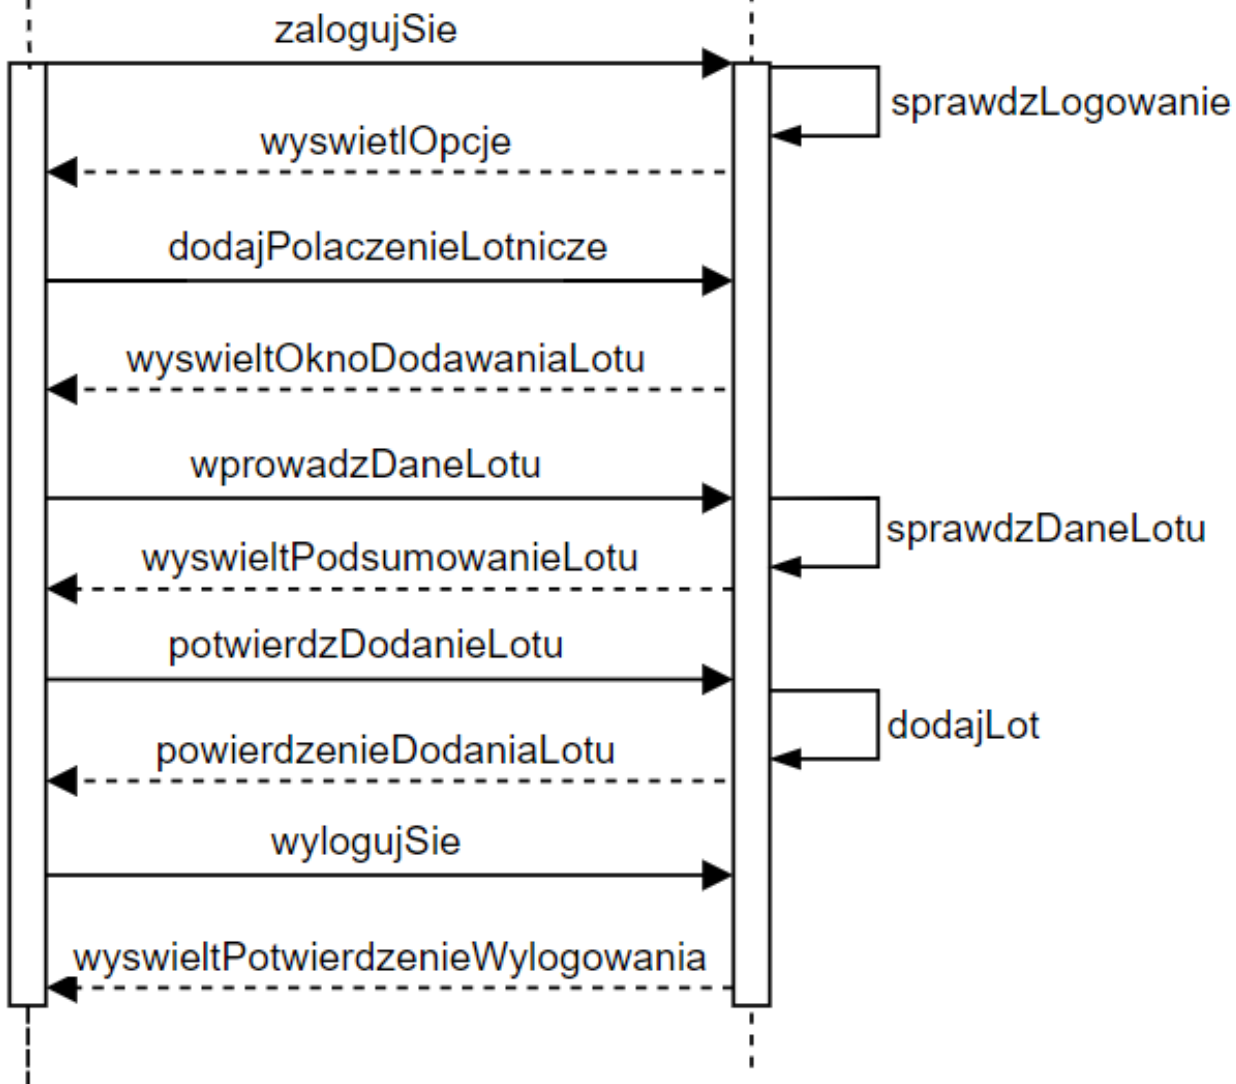 zalogujSie
sprawdzLogowanie
wyswietlOpcje
dodajPolaczenieLotnicze
wyswieltOknoDodawaniaLotu
wprowadzDaneLotu
sprawdzDaneLotu
wyswieltPodsumowanieLotu
potwierdzDodanieLotu
dodajLot
powierdzenieDodaniaLotu
wylogujSie
wyswieltPotwierdzenieWylogowania